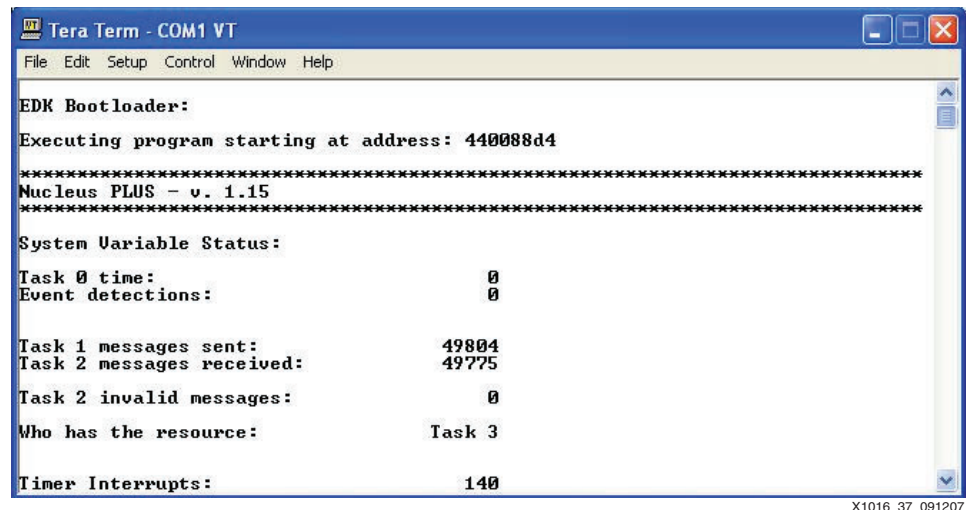 Tera Term - COM1 VT
File Edit Setup Control Window Help
EDK Bootloader:
Executing program starting at address: 440088d4
******************************************************************************
Nucleus PLUS - v. 1.15
******************************************************************************
System Variable Status:
Task 0 time: 0
Event detections: 0
Task 1 messages sent: 49804
Task 2 messages received: 49775
Task 2 invalid messages: 0
Who has the resource: Task 3
Timer Interrupts: 140
X1016_37_091207